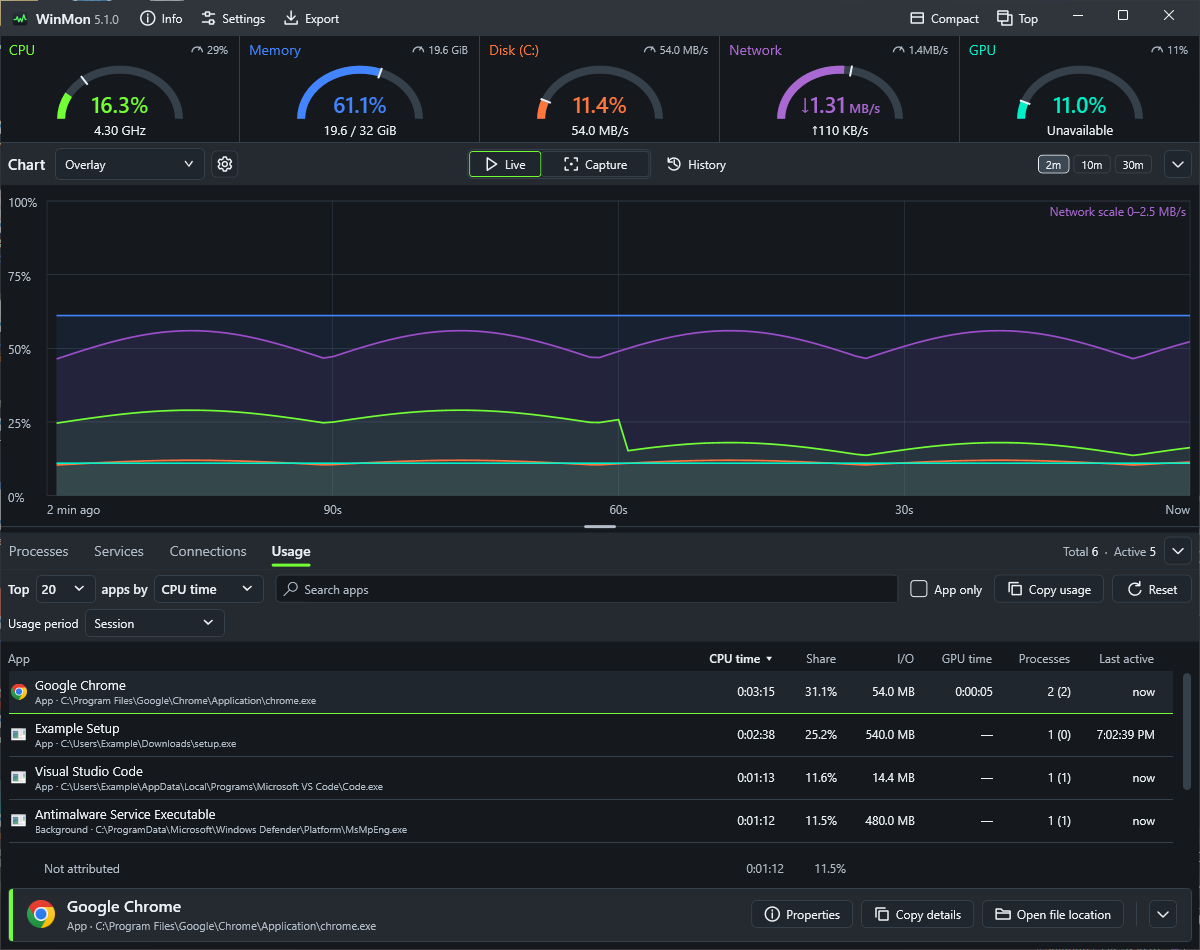 WinMon 5.1.0 Info Settings Export Compact Top
CPU 29% Memory 19.6 GiB Disk (C:) 54.0 MB/s Network 1.4MB/s GPU 11%
16.3% 61.1% 11.4% ↓1.31 MB/s 11.0%
4.30 GHz 19.6 / 32 GiB 54.0 MB/s ↑110 KB/s Unavailable
Chart Overlay Live Capture History 2m 10m 30m
100%
Network scale 0–2.5 MB/s
75%
50%
25%
0%
2 min ago 90s 60s 30s Now
Processes Services Connections Usage Total 6 · Active 5
Top 20 apps by CPU time Search apps App only Copy usage Reset
Usage period Session
App CPU time ▼ Share I/O GPU time Processes Last active
Google Chrome 0:03:15 31.1% 54.0 MB 0:00:05 2 (2) now
App · C:\Program Files\Google\Chrome\Application\chrome.exe
Example Setup 0:02:38 25.2% 540.0 MB — 1 (0) 7:02:39 PM
App · C:\Users\Example\Downloads\setup.exe
Visual Studio Code 0:01:13 11.6% 14.4 MB — 1 (1) now
App · C:\Users\Example\AppData\Local\Programs\Microsoft VS Code\Code.exe
Antimalware Service Executable 0:01:12 11.5% 480.0 MB — 1 (1) now
Background · C:\ProgramData\Microsoft\Windows Defender\Platform\MsMpEng.exe
Not attributed 0:01:12 11.5%
Google Chrome Properties Copy details Open file location
App · C:\Program Files\Google\Chrome\Application\chrome.exe